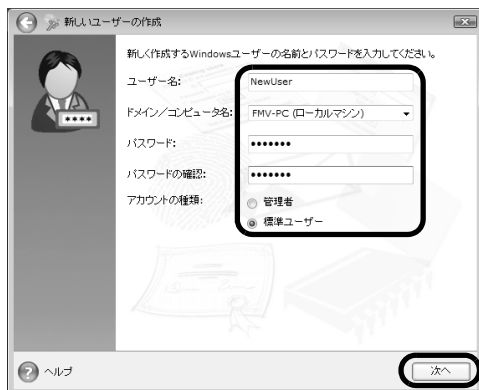 新しいユーザーの作成
新しく作成するWindowsユーザーの名前とパスワードを入力してください。
ユーザー名: NewUser
ドメイン/コンピュータ名: FMV-PC (ローカルマシン)
パスワード: •••••••
パスワードの確認: •••••••
アカウントの種類: 管理者
標準ユーザー
ヘルプ
次へ